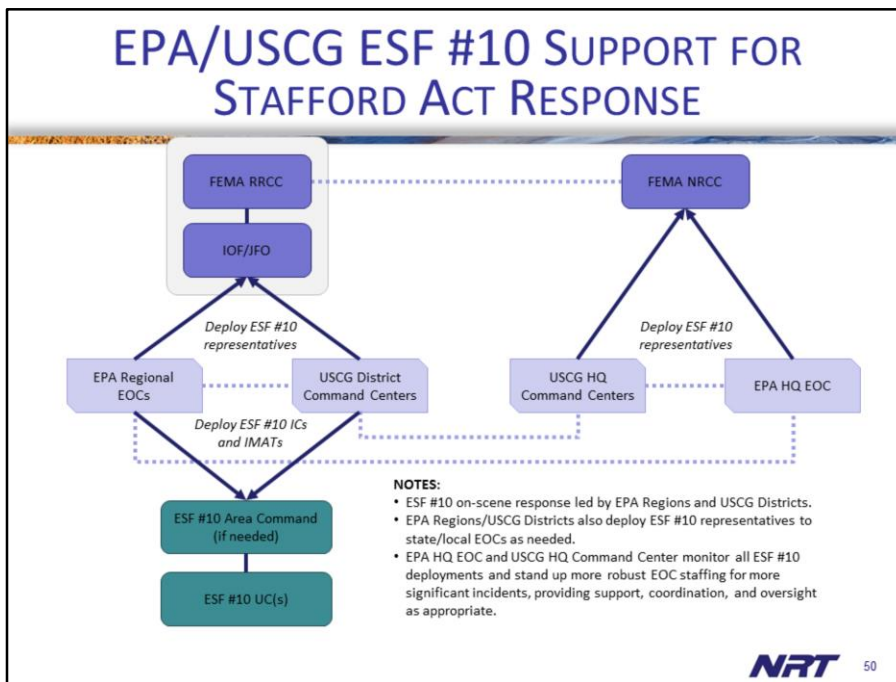 EPA/USCG ESF #10 SUPPORT FOR
STAFFORD ACT RESPONSE
FEMA RRCC
FEMA NRCC
IOF/JFO
Deploy ESF #10
representatives
Deploy ESF #10
representatives
EPA Regional
EOCs
USCG District
Command Centers
USCG HQ
Command Centers
EPA HQ EOC
Deploy ESF #10 ICs
and IMATs
ESF #10 Area Command
(if needed)
ESF #10 UC(s)
NOTES:
• ESF #10 on-scene response led by EPA Regions and USCG Districts.
• EPA Regions/USCG Districts also deploy ESF #10 representatives to
state/local EOCs as needed.
• EPA HQ EOC and USCG HQ Command Center monitor all ESF #10
deployments and stand up more robust EOC staffing for more
significant incidents, providing support, coordination, and oversight
as appropriate.
NRT
50